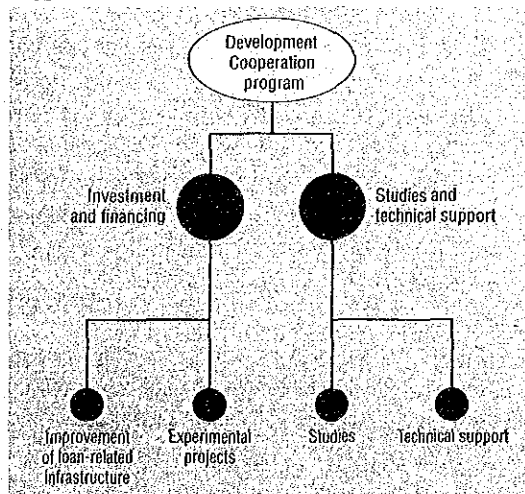 Development
Cooperation
program
Investment
and financing
Studies and
technical support
Improvement
of loan-related
infrastructure
Experimental
projects
Studies
Technical support